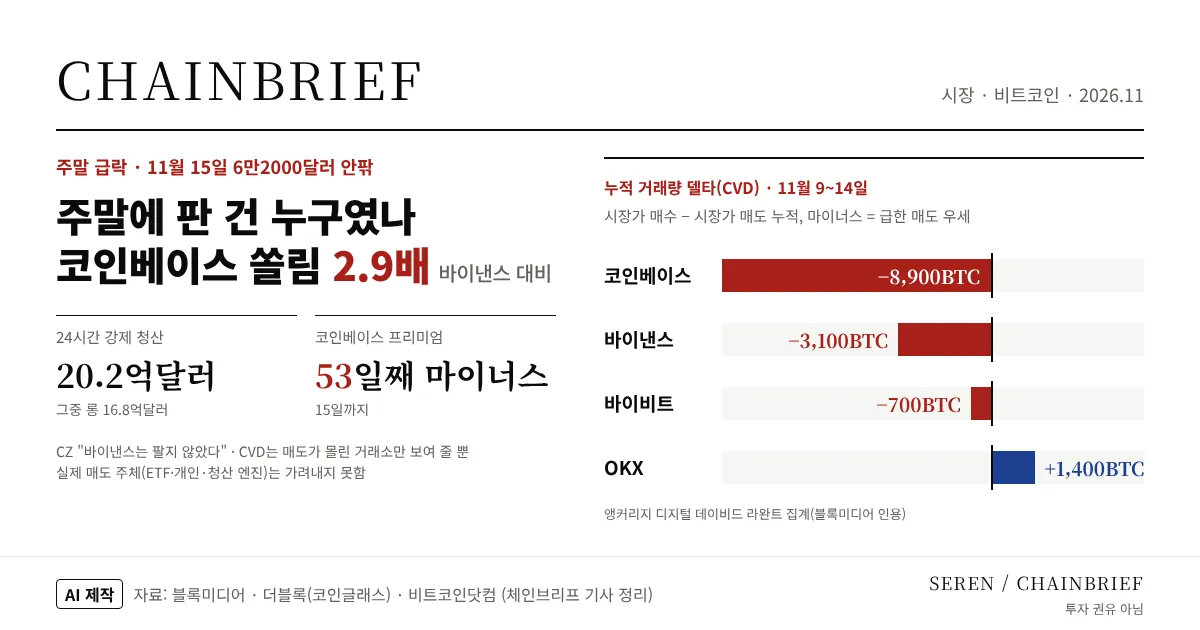 CHAINBRIEF
시장 · 비트코인 · 2026.11
주말 급락 · 11월 15일 6만2000달러 안팎
주말에 판 건 누구였나
코인베이스 쏠림 2.9배 바이낸스 대비
24시간 강제 청산
20.2억달러
그중 롱 16.8억달러
코인베이스 프리미엄
53일째 마이너스
15일까지
CZ "바이낸스는 팔지 않았다" · CVD는 매도가 몰린 거래소만 보여 줄 뿐
실제 매도 주체(ETF·개인·청산 엔진)는 가려내지 못함
누적 거래량 델타(CVD) · 11월 9~14일
시장가 매수 − 시장가 매도 누적, 마이너스 = 급한 매도 우세
코인베이스 −8,900BTC
바이낸스 −3,100BTC
바이비트 −700BTC
OKX +1,400BTC
앵커리지 디지털 데이비드 라완트 집계(블록미디어 인용)
AI 제작 자료: 블록미디어 · 더블록(코인글래스) · 비트코인닷컴 (체인브리프 기사 정리)
SEREN / CHAINBRIEF
투자 권유 아님